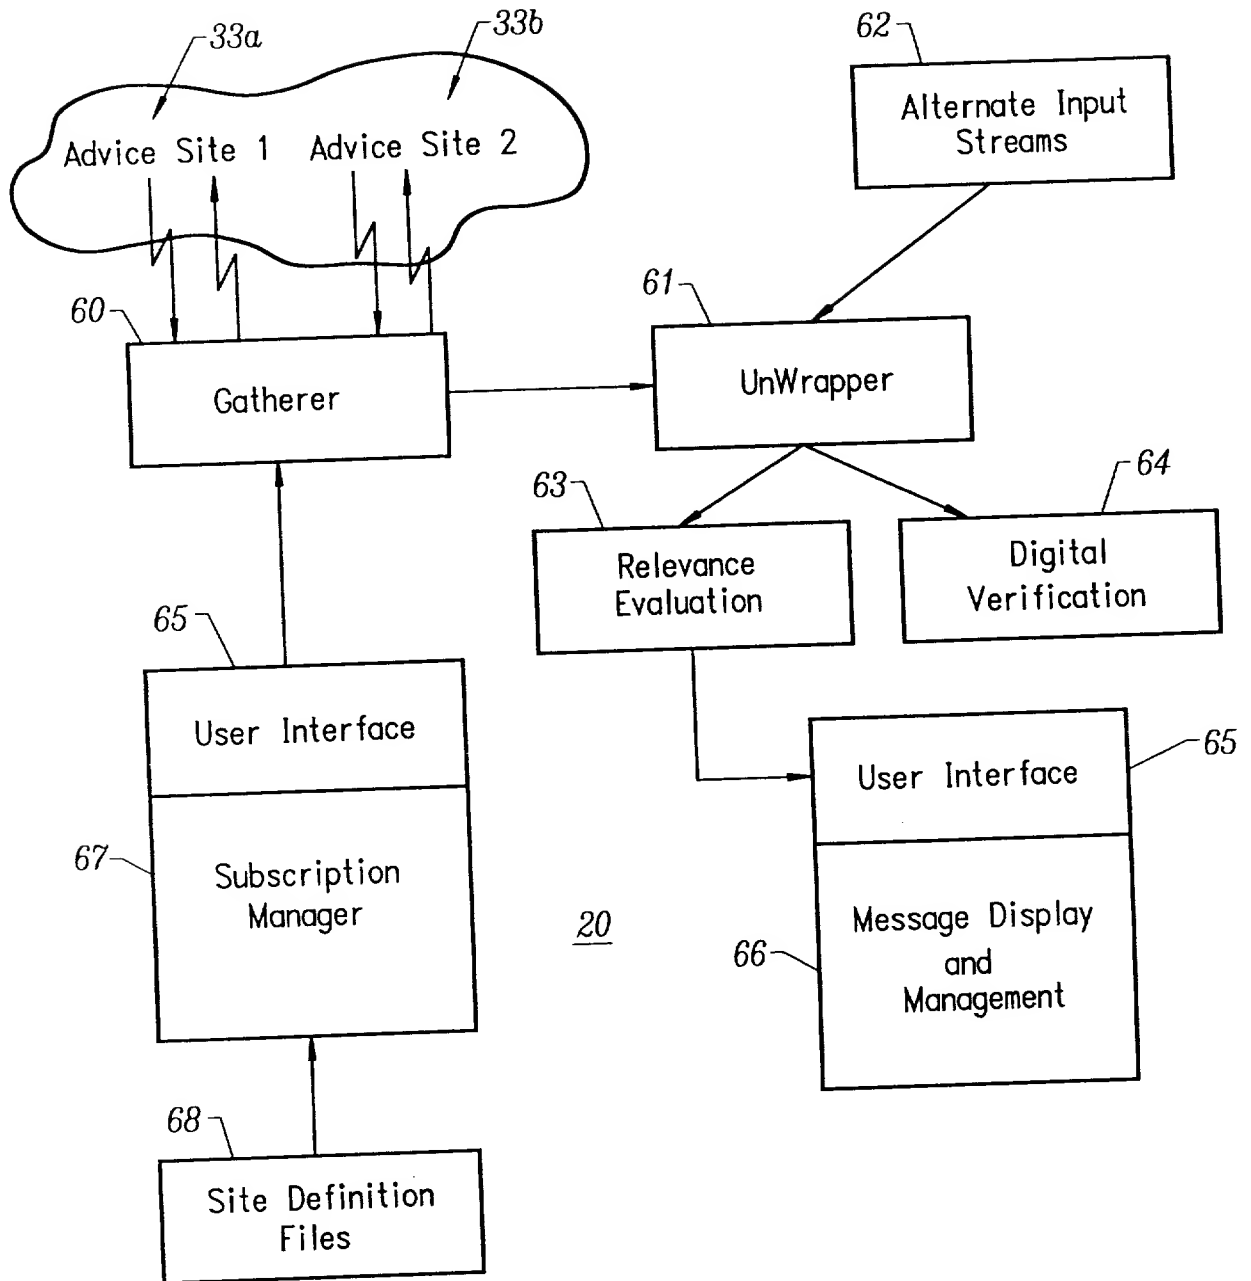 33a
33b
62
Advice Site 1
Advice Site 2
Alternate Input
Streams
60
61
Gatherer
UnWrapper
63
64
Relevance
Evaluation
Digital
Verification
65
User Interface
65
User Interface
67
Subscription
Manager
20
66
Message Display
and
Management
68
Site Definition
Files